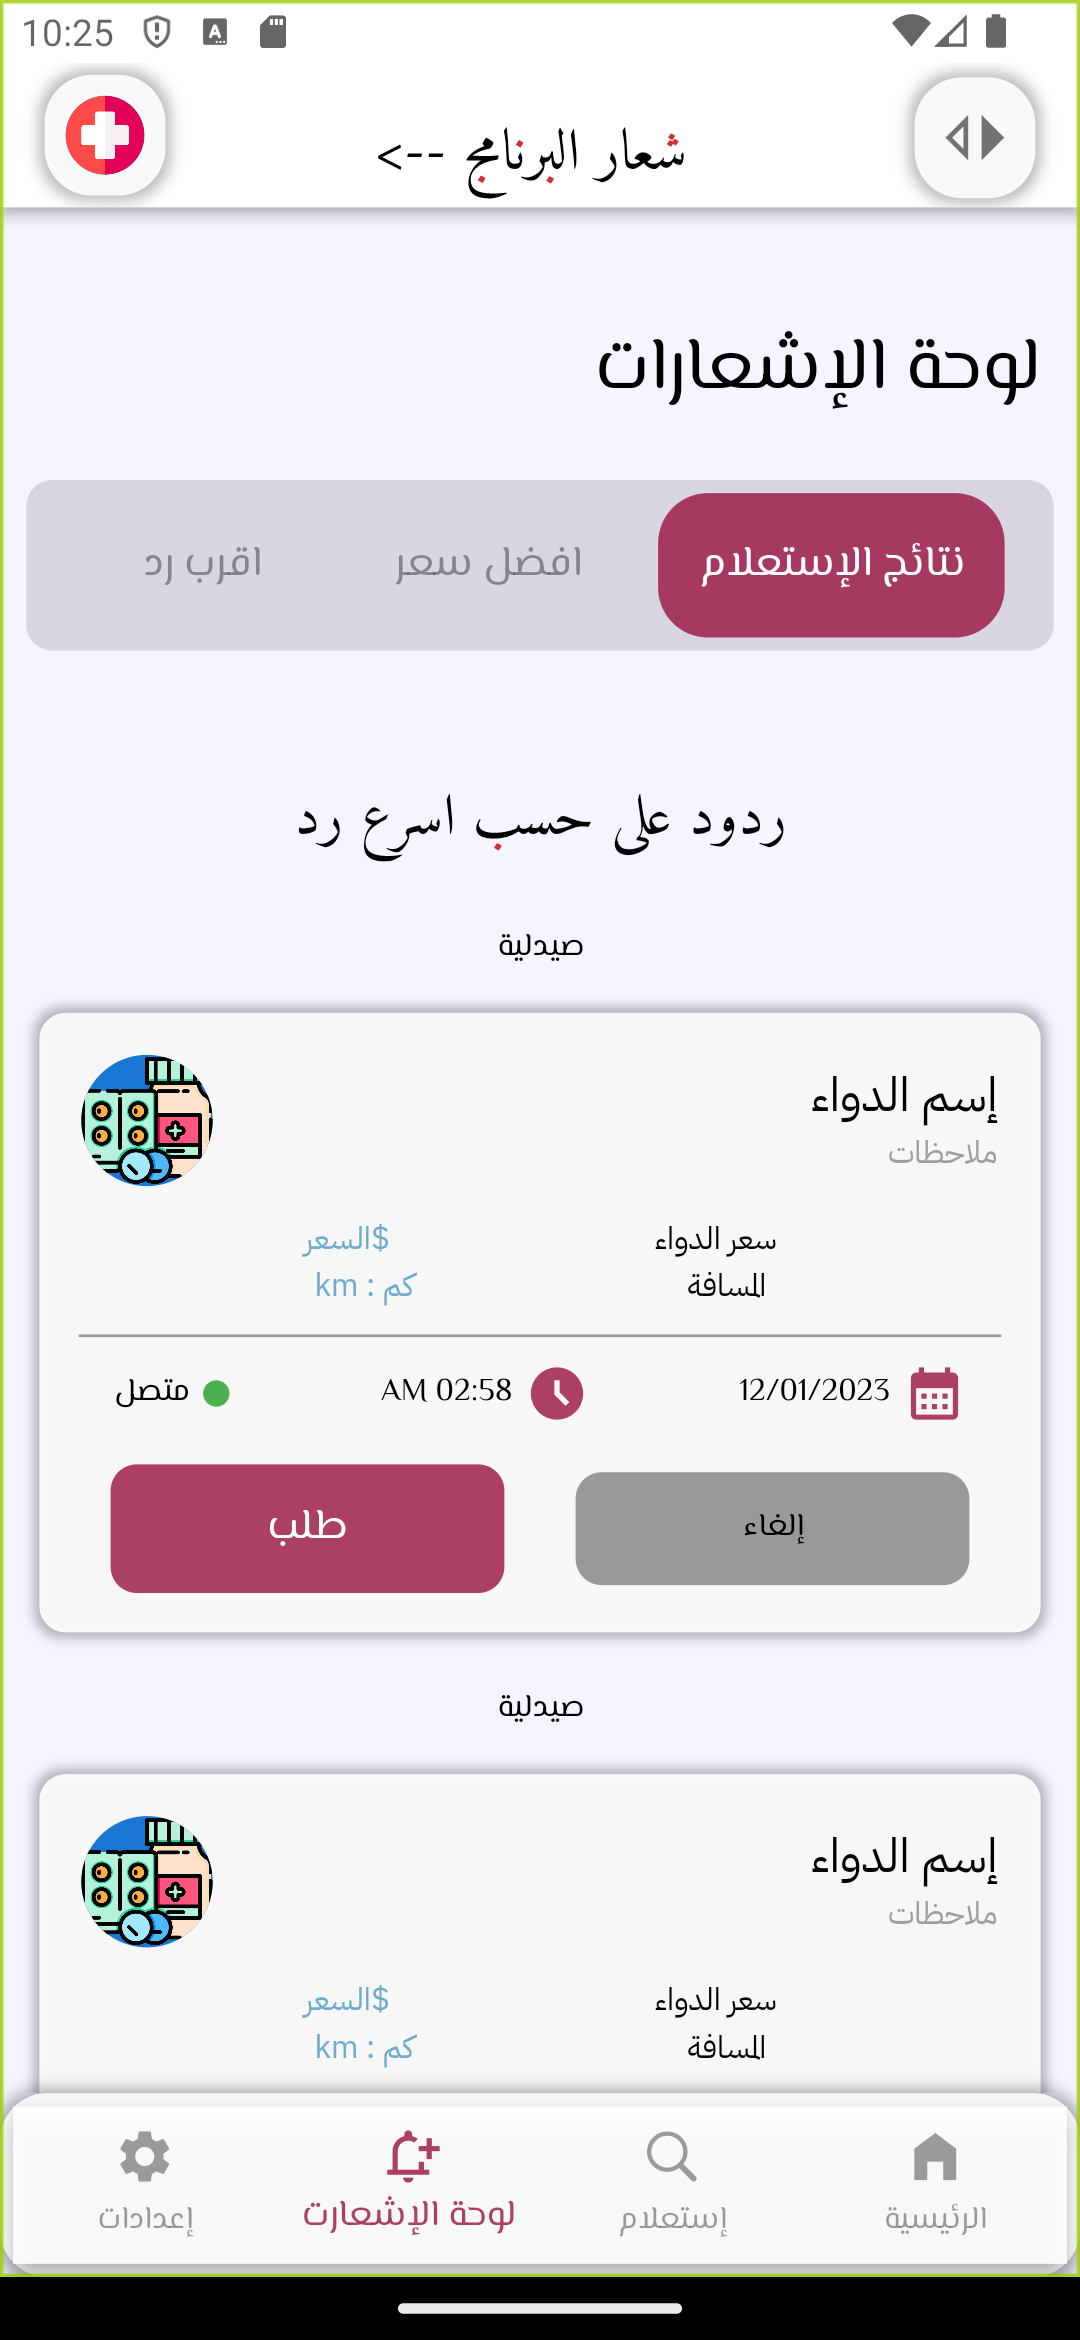 10:25
شعار البرنامج -->
لوحة الإشعارات
نتائج الإستعلام افضل سعر اقرب رد
ردود على حسب اسرع رد
صيدلية
إسم الدواء
ملاحظات
سعر الدواء $السعر
المسافة كم : km
12/01/2023 02:58 AM متصل
إلغاء طلب
صيدلية
إسم الدواء
ملاحظات
سعر الدواء $السعر
المسافة كم : km
الرئيسية إستعلام لوحة الإشعارت إعدادات